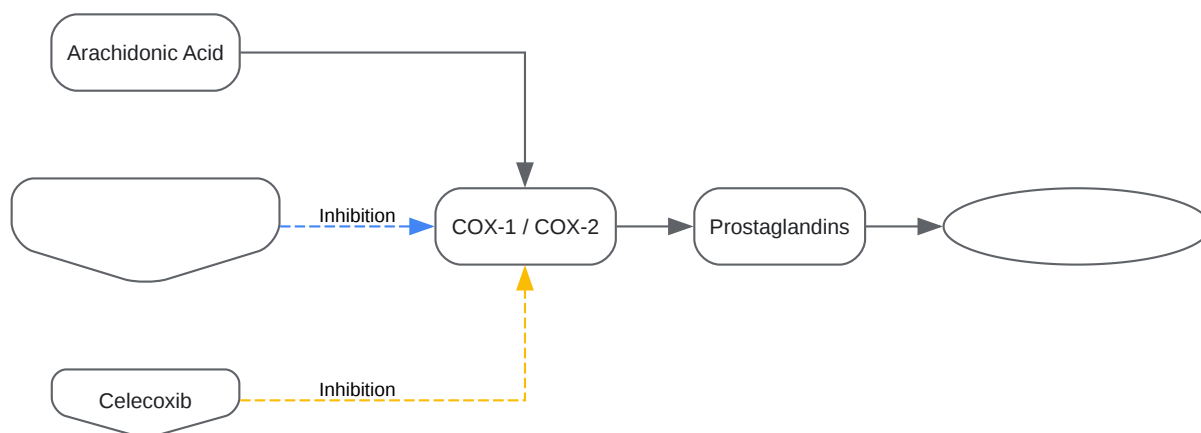 Arachidonic Acid
Inhibition
COX-1 / COX-2
Prostaglandins
Celecoxib
Inhibition